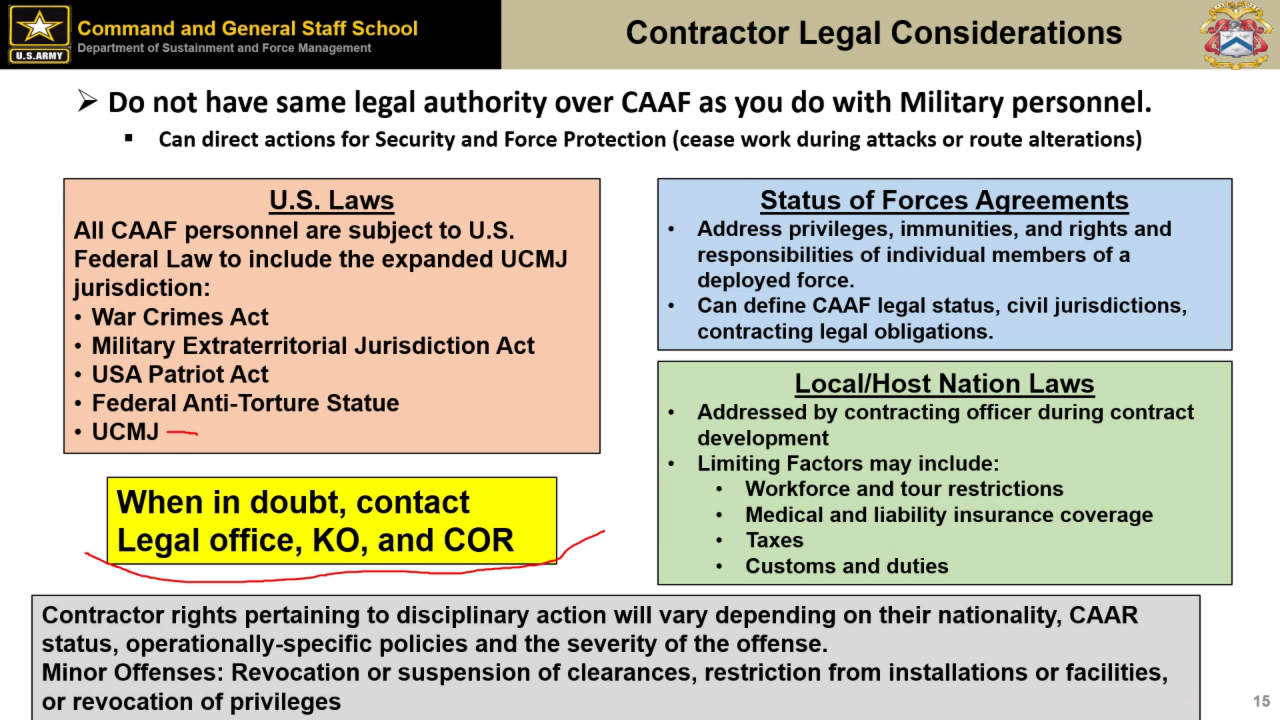 U.S.ARMY
Command and General Staff School
Department of Sustainment and Force Management
Contractor Legal Considerations
➢ Do not have same legal authority over CAAF as you do with Military personnel.
▪ Can direct actions for Security and Force Protection (cease work during attacks or route alterations)
U.S. Laws
All CAAF personnel are subject to U.S.
Federal Law to include the expanded UCMJ
jurisdiction:
• War Crimes Act
• Military Extraterritorial Jurisdiction Act
• USA Patriot Act
• Federal Anti-Torture Statue
• UCMJ
When in doubt, contact
Legal office, KO, and COR
Status of Forces Agreements
• Address privileges, immunities, and rights and
responsibilities of individual members of a
deployed force.
• Can define CAAF legal status, civil jurisdictions,
contracting legal obligations.
Local/Host Nation Laws
• Addressed by contracting officer during contract
development
• Limiting Factors may include:
• Workforce and tour restrictions
• Medical and liability insurance coverage
• Taxes
• Customs and duties
Contractor rights pertaining to disciplinary action will vary depending on their nationality, CAAR
status, operationally-specific policies and the severity of the offense.
Minor Offenses: Revocation or suspension of clearances, restriction from installations or facilities,
or revocation of privileges
15